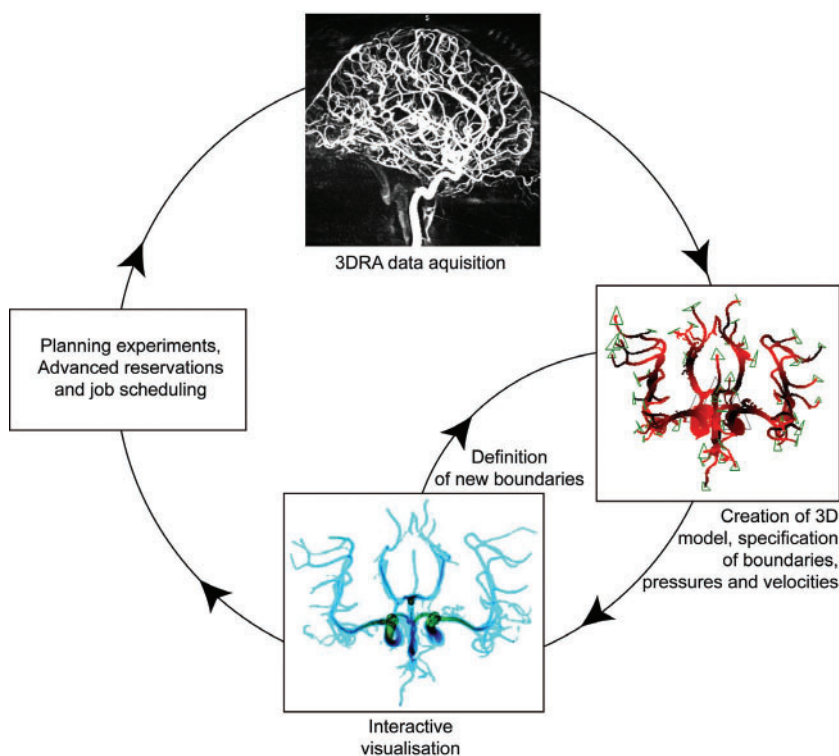 S
3DRA data aquisition
Planning experiments,
Advanced reservations
and job scheduling
Definition
of new boundaries
Creation of 3D
model, specification
of boundaries,
pressures and velocities
Interactive
visualisation